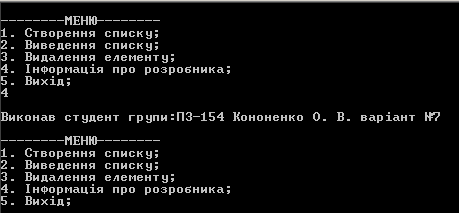 --------МЕНЮ--------
1. Створення списку;
2. Виведення списку;
3. Видалення елементу;
4. Інформація про розробника;
5. Вихід;
4
Виконав студент групи:ПЗ-154 Кононенко О. В. варіант №7
--------МЕНЮ--------
1. Створення списку;
2. Виведення списку;
3. Видалення елементу;
4. Інформація про розробника;
5. Вихід;